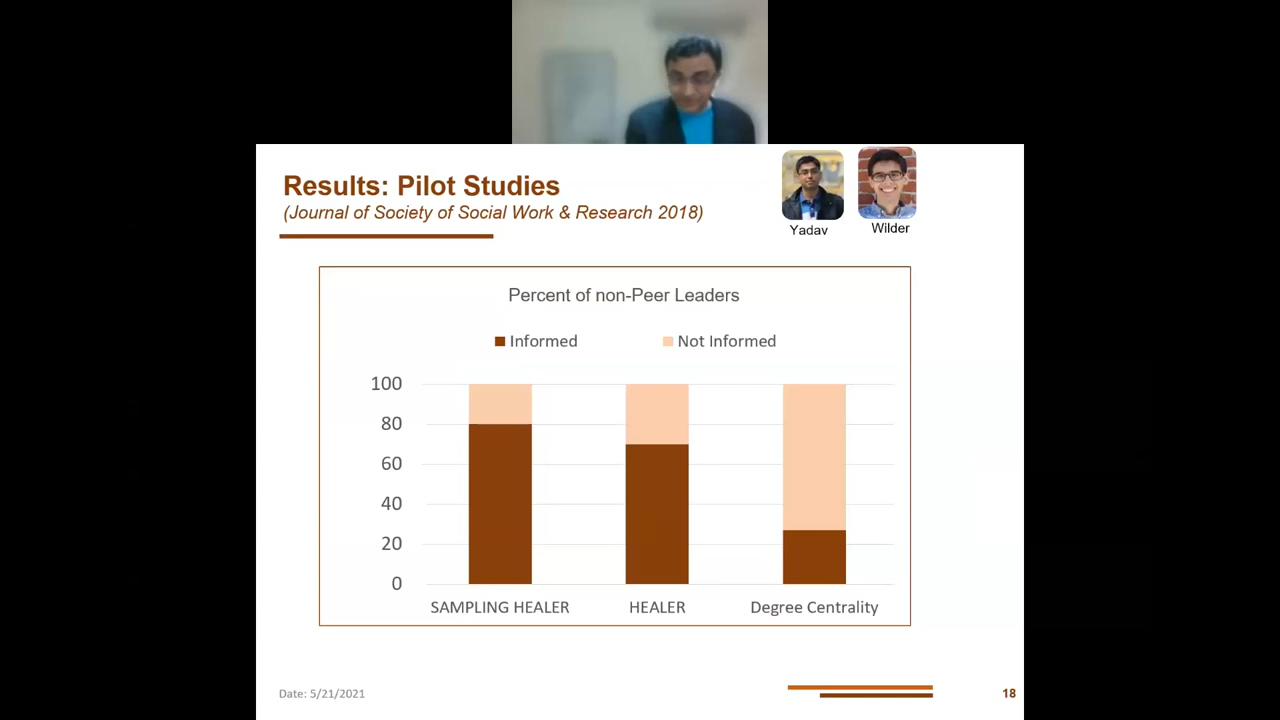 Results: Pilot Studies
(Journal of Society of Social Work & Research 2018)
Yadav
Wilder
Percent of non-Peer Leaders
Informed
Not Informed
100
80
60
40
20
0
SAMPLING HEALER
HEALER
Degree Centrality
Date: 5/21/2021
18